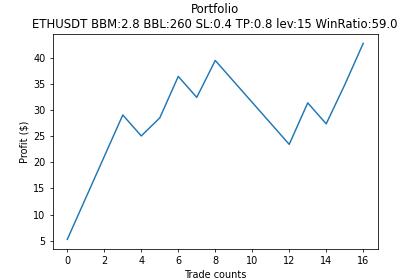 Portfolio
ETHUSDT BBM:2.8 BBL:260 SL:0.4 TP:0.8 lev:15 WinRatio:59.0
40
35
30
25
20
15
10
5
Profit ($)
0 2 4 6 8 10 12 14 16
Trade counts